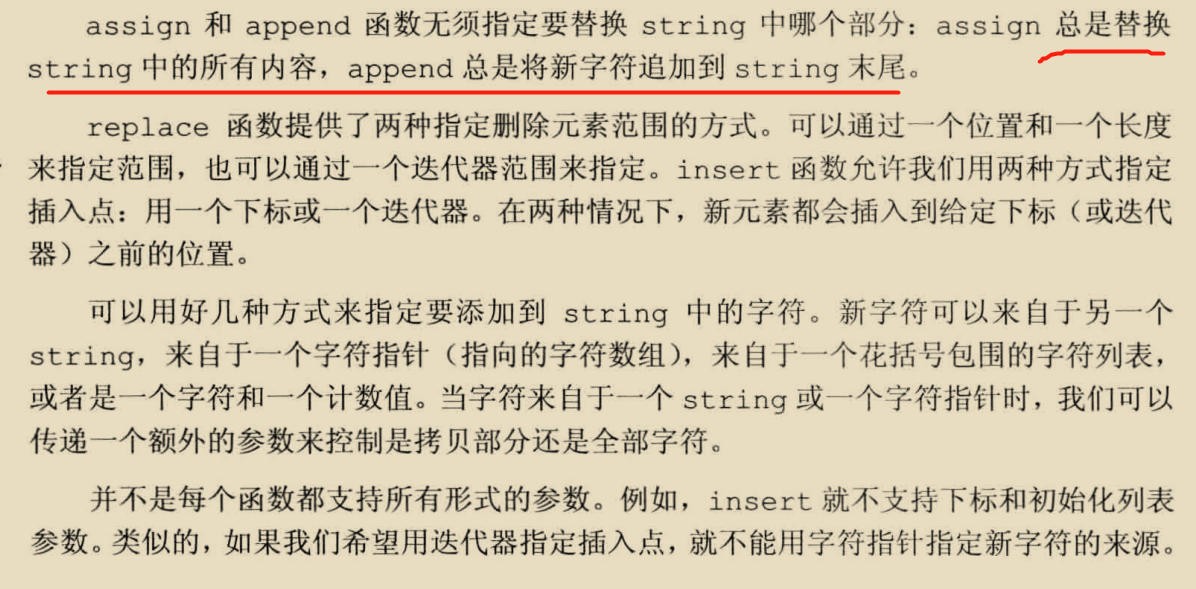 assign 和 append 函数无须指定要替换 string 中哪个部分：assign 总是替换
string 中的所有内容，append 总是将新字符追加到 string 末尾。
replace 函数提供了两种指定删除元素范围的方式。可以通过一个位置和一个长度
来指定范围，也可以通过一个迭代器范围来指定。insert 函数允许我们用两种方式指定
插入点：用一个下标或一个迭代器。在两种情况下，新元素都会插入到给定下标（或迭代
器）之前的位置。
可以用好几种方式来指定要添加到 string 中的字符。新字符可以来自于另一个
string，来自于一个字符指针（指向的字符数组），来自于一个花括号包围的字符列表，
或者是一个字符和一个计数值。当字符来自于一个 string 或一个字符指针时，我们可以
传递一个额外的参数来控制是拷贝部分还是全部字符。
并不是每个函数都支持所有形式的参数。例如，insert 就不支持下标和初始化列表
参数。类似的，如果我们希望用迭代器指定插入点，就不能用字符指针指定新字符的来源。